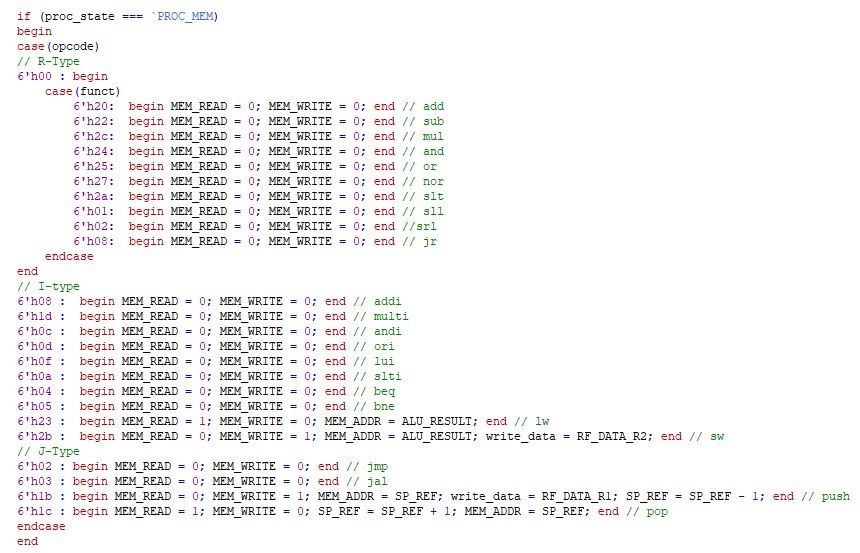 if (proc_state === `PROC_MEM)
begin
case(opcode)
// R-Type
6'h00 : begin
    case(funct)
        6'h20:  begin MEM_READ = 0; MEM_WRITE = 0; end // add
        6'h22:  begin MEM_READ = 0; MEM_WRITE = 0; end // sub
        6'h2c:  begin MEM_READ = 0; MEM_WRITE = 0; end // mul
        6'h24:  begin MEM_READ = 0; MEM_WRITE = 0; end // and
        6'h25:  begin MEM_READ = 0; MEM_WRITE = 0; end // or
        6'h27:  begin MEM_READ = 0; MEM_WRITE = 0; end // nor
        6'h2a:  begin MEM_READ = 0; MEM_WRITE = 0; end // slt
        6'h01:  begin MEM_READ = 0; MEM_WRITE = 0; end // sll
        6'h02:  begin MEM_READ = 0; MEM_WRITE = 0; end //srl
        6'h08:  begin MEM_READ = 0; MEM_WRITE = 0; end // jr
    endcase
end
// I-type
6'h08 :  begin MEM_READ = 0; MEM_WRITE = 0; end // addi
6'h1d :  begin MEM_READ = 0; MEM_WRITE = 0; end // multi
6'h0c :  begin MEM_READ = 0; MEM_WRITE = 0; end // andi
6'h0d :  begin MEM_READ = 0; MEM_WRITE = 0; end // ori
6'h0f :  begin MEM_READ = 0; MEM_WRITE = 0; end // lui
6'h0a :  begin MEM_READ = 0; MEM_WRITE = 0; end // slti
6'h04 :  begin MEM_READ = 0; MEM_WRITE = 0; end // beq
6'h05 :  begin MEM_READ = 0; MEM_WRITE = 0; end // bne
6'h23 :  begin MEM_READ = 1; MEM_WRITE = 0; MEM_ADDR = ALU_RESULT; end // lw
6'h2b :  begin MEM_READ = 0; MEM_WRITE = 1; MEM_ADDR = ALU_RESULT; write_data = RF_DATA_R2; end // sw
// J-Type
6'h02 : begin MEM_READ = 0; MEM_WRITE = 0; end // jmp
6'h03 : begin MEM_READ = 0; MEM_WRITE = 0; end // jal
6'h1b : begin MEM_READ = 0; MEM_WRITE = 1; MEM_ADDR = SP_REF; write_data = RF_DATA_R1; SP_REF = SP_REF - 1; end // push
6'h1c : begin MEM_READ = 1; MEM_WRITE = 0; SP_REF = SP_REF + 1; MEM_ADDR = SP_REF; end // pop
endcase
end